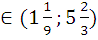 ∈ (1 1/9 ; 5 2/3)